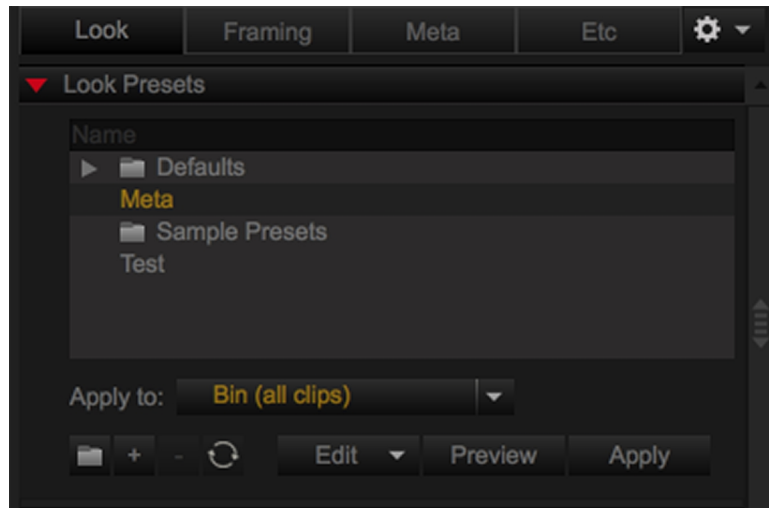 Look Framing Meta Etc
Look Presets
Name
Defaults
Meta
Sample Presets
Test
Apply to: Bin (all clips)
+ - Edit Preview Apply